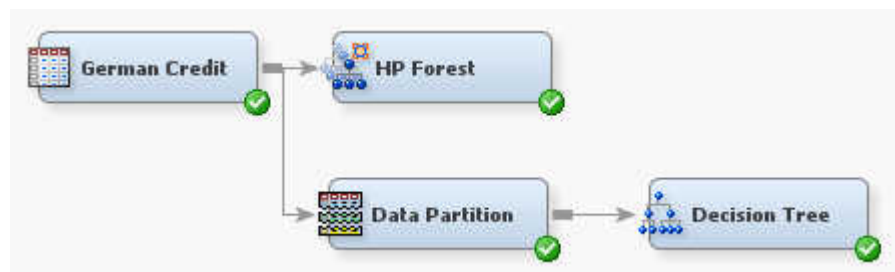 German Credit
HP Forest
Data Partition
Decision Tree